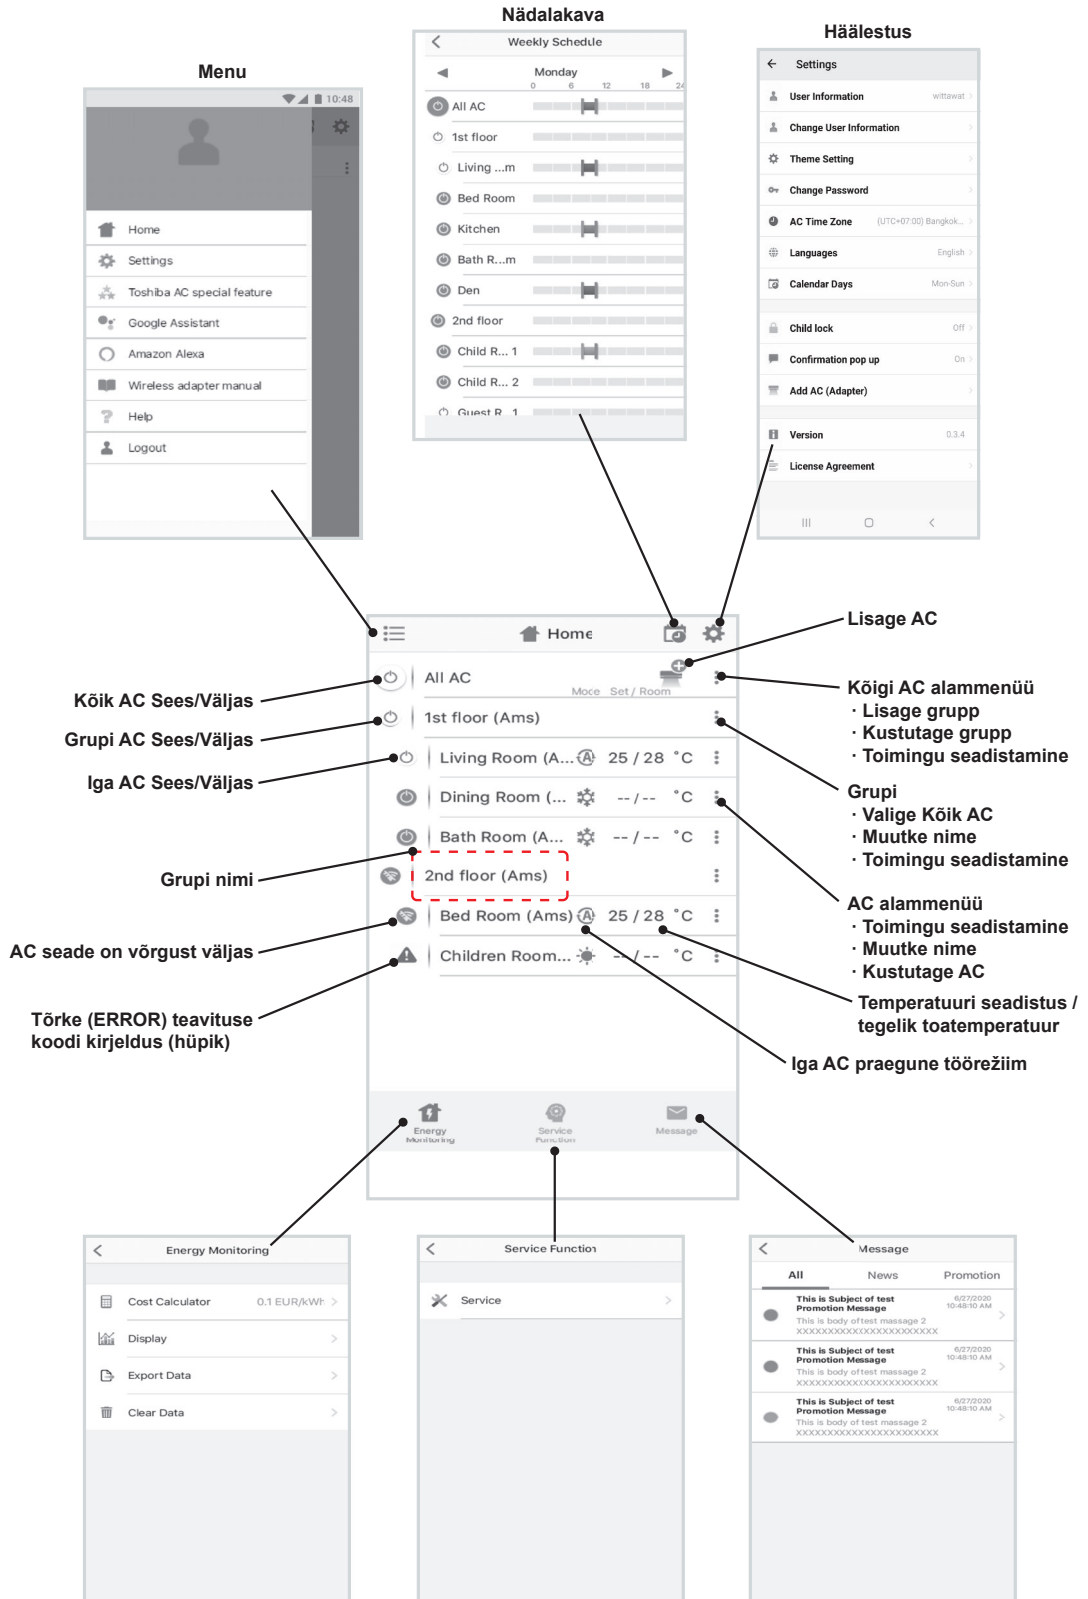 Nädalakava
Weekly Schedule
Monday
0 6 12 18 24
All AC
1st floor
Living ...m
Bed Room
Kitchen
Bath R...m
Den
2nd floor
Child R... 1
Child R... 2
Guest R...1
Häälestus
Settings
User Information wittawat
Change User Information
Theme Setting
Change Password
AC Time Zone (UTC+07:00) Bangkok...
Languages English
Calendar Days Mon-Sun
Child lock Off
Confirmation pop up On
Add AC (Adapter)
Version 0.3.4
License Agreement
Menu
10:48
Home
Settings
Toshiba AC special feature
Google Assistant
Amazon Alexa
Wireless adapter manual
Help
Logout
Home
All AC
Mode Set / Room
1st floor (Ams)
Living Room (A... A 25 / 28 °C
Dining Room (... -- / -- °C
Bath Room (A... -- / -- °C
2nd floor (Ams)
Bed Room (Ams) A 25 / 28 °C
Children Room... -- / -- °C
Energy
Monitoring
Service
Function
Message
Kõik AC Sees/Väljas
Grupi AC Sees/Väljas
Iga AC Sees/Väljas
Grupi nimi
AC seade on võrgust väljas
Tõrke (ERROR) teavituse
koodi kirjeldus (hüpik)
Lisage AC
Kõigi AC alammenüü
· Lisage grupp
· Kustutage grupp
· Toimingu seadistamine
Grupi
· Valige Kõik AC
· Muutke nime
· Toimingu seadistamine
AC alammenüü
· Toimingu seadistamine
· Muutke nime
· Kustutage AC
Temperatuuri seadistus /
tegelik toatemperatuur
Iga AC praegune töörežiim
Energy Monitoring
Cost Calculator 0.1 EUR/kWh
Display
Export Data
Clear Data
Service Function
Service
Message
All News Promotion
This is Subject of test
Promotion Message
6/27/2020
10:48:10 AM
This is body of test massage 2
XXXXXXXXXXXXXXXXXXXXXXX
This is Subject of test
Promotion Message
6/27/2020
10:48:10 AM
This is body of test massage 2
XXXXXXXXXXXXXXXXXXXXXXX
This is Subject of test
Promotion Message
6/27/2020
10:48:10 AM
This is body of test massage 2
XXXXXXXXXXXXXXXXXXXXXXX